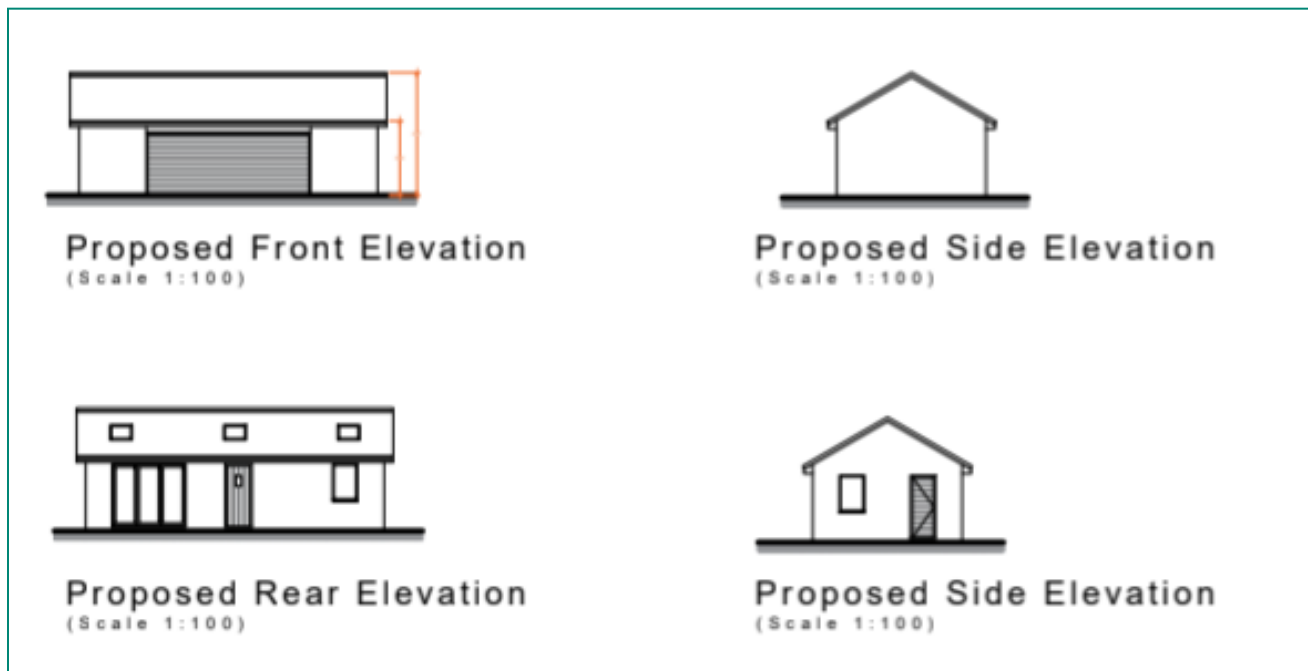 Proposed Front Elevation
(Scale 1:100)
Proposed Side Elevation
(Scale 1:100)
Proposed Rear Elevation
(Scale 1:100)
Proposed Side Elevation
(Scale 1:100)